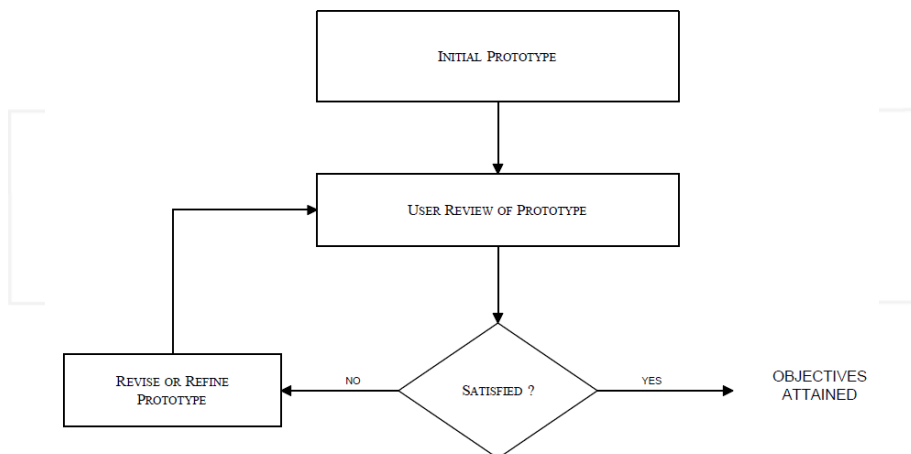 INITIAL PROTOTYPE
USER REVIEW OF PROTOTYPE
REVISE OR REFINE
PROTOTYPE
NO
SATISFIED ?
YES
OBJECTIVES
ATTAINED